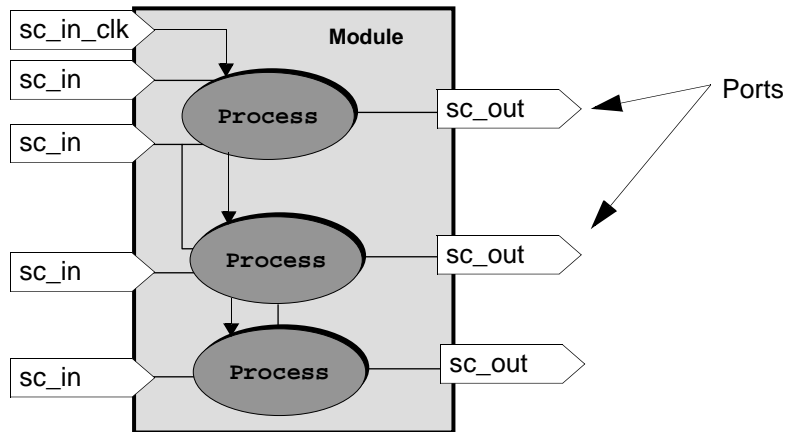 sc_in_clk
Module
sc_in
Process
sc_out
Ports
sc_in
sc_in
Process
sc_out
sc_in
Process
sc_out